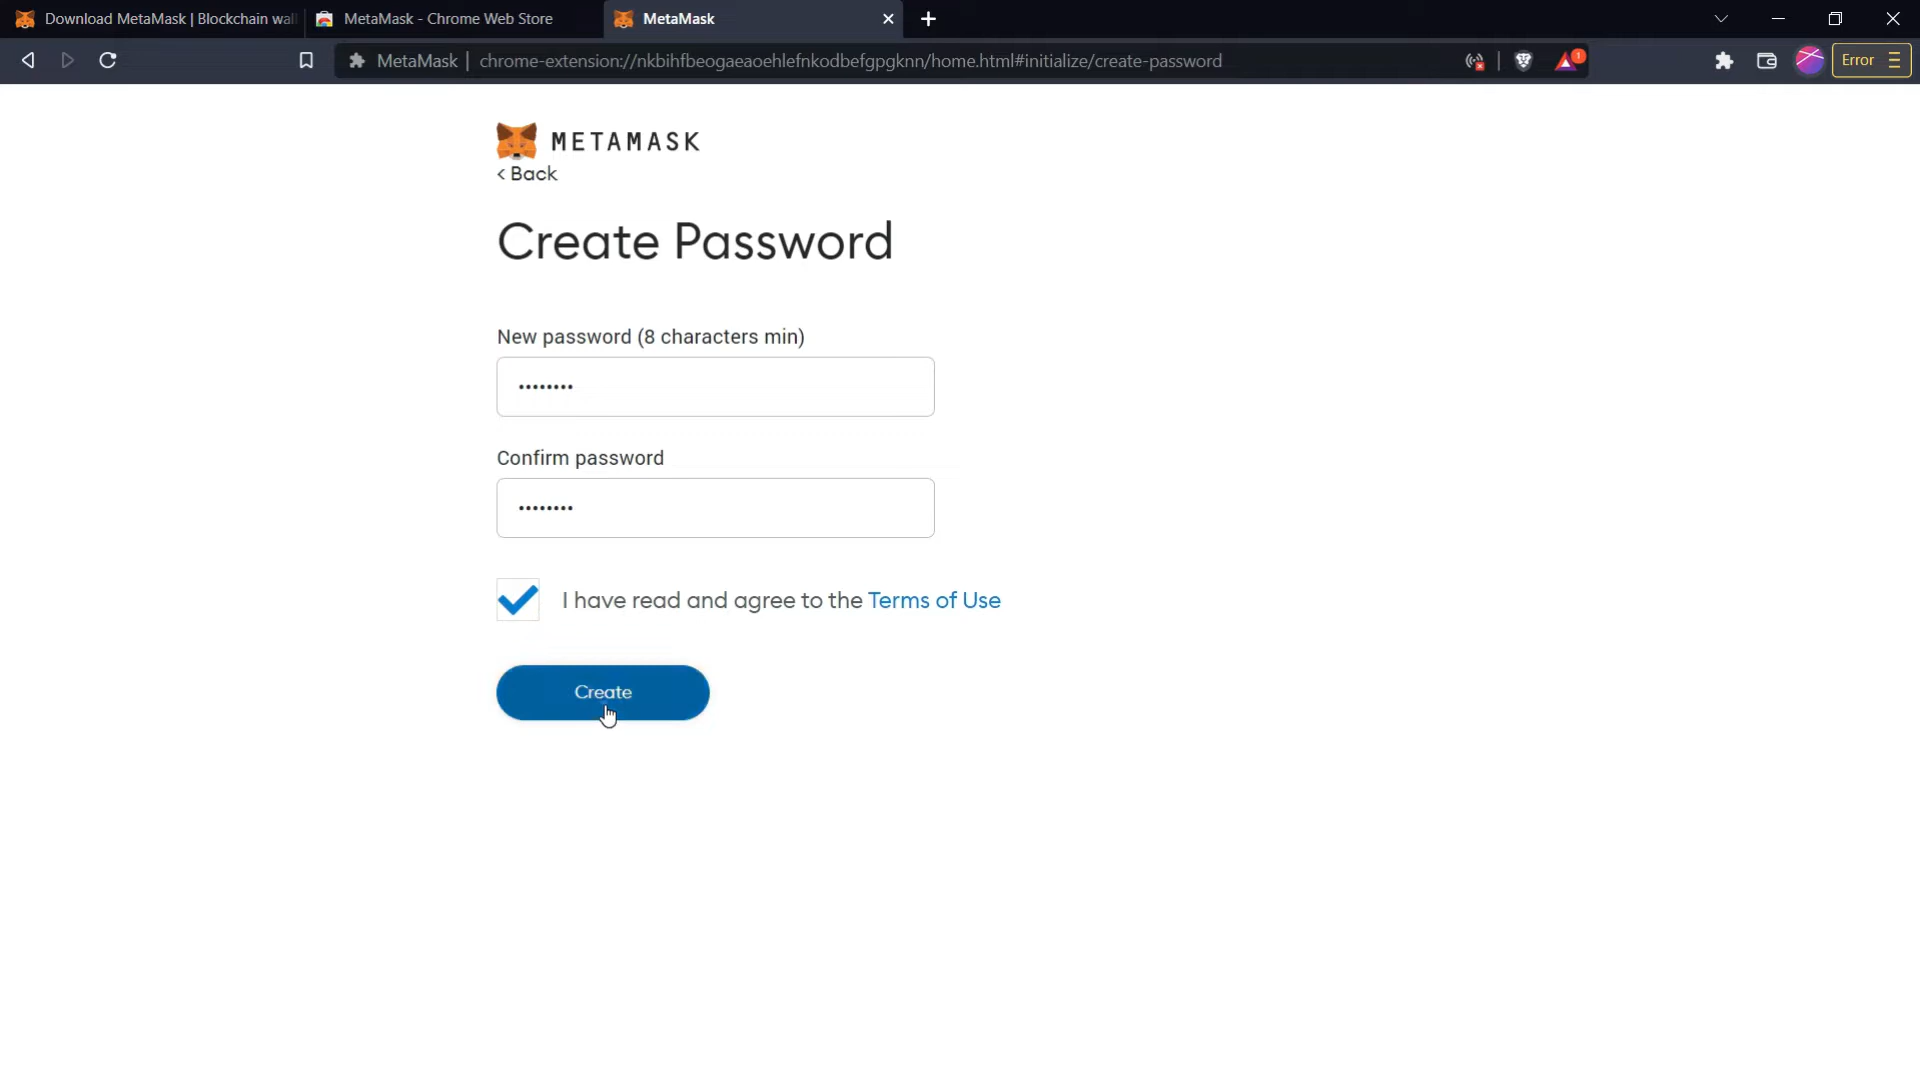 Download MetaMask | Blockchain wal
MetaMask - Chrome Web Store
MetaMask
MetaMask | chrome-extension://nkbihfbeogaeaoehlefnkodbefgpgknn/home.html#initialize/create-password
1
Error
METAMASK
< Back
Create Password
New password (8 characters min)
••••••••
Confirm password
••••••••
I have read and agree to the Terms of Use
Create